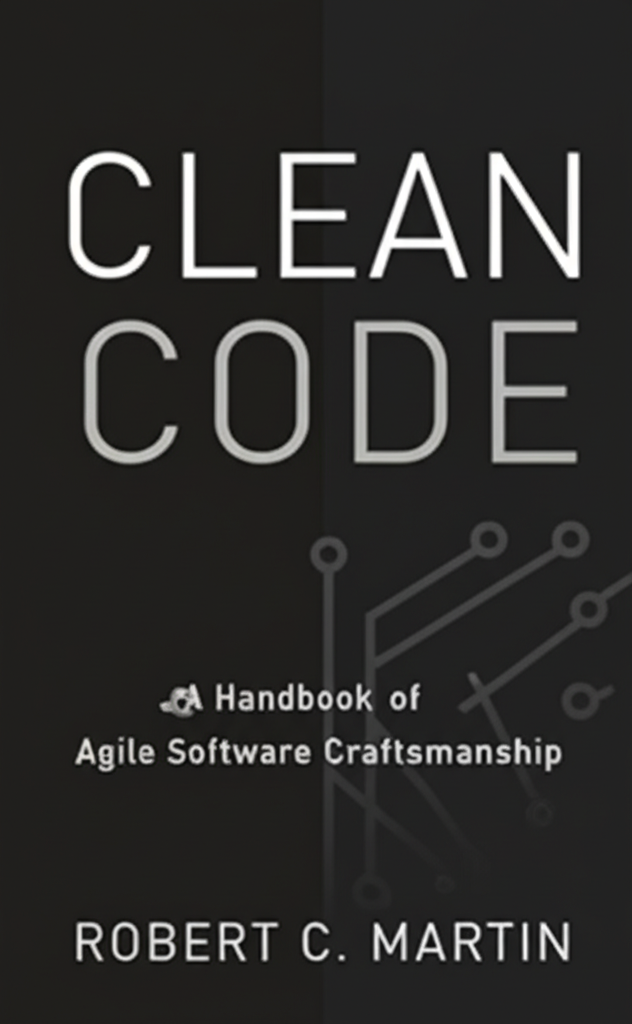 CLEAN
CODE
A Handbook of
Agile Software Craftsmanship
ROBERT C. MARTIN